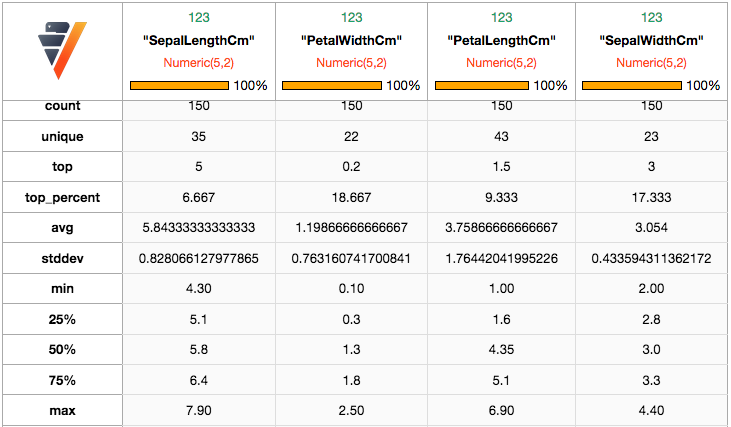 123 123 123 123
"SepalLengthCm" "PetalWidthCm" "PetalLengthCm" "SepalWidthCm"
Numeric(5,2) Numeric(5,2) Numeric(5,2) Numeric(5,2)
100% 100% 100% 100%
count 150 150 150 150
unique 35 22 43 23
top 5 0.2 1.5 3
top_percent 6.667 18.667 9.333 17.333
avg 5.84333333333333 1.19866666666667 3.75866666666667 3.054
stddev 0.828066127977865 0.763160741700841 1.76442041995226 0.433594311362172
min 4.30 0.10 1.00 2.00
25% 5.1 0.3 1.6 2.8
50% 5.8 1.3 4.35 3.0
75% 6.4 1.8 5.1 3.3
max 7.90 2.50 6.90 4.40